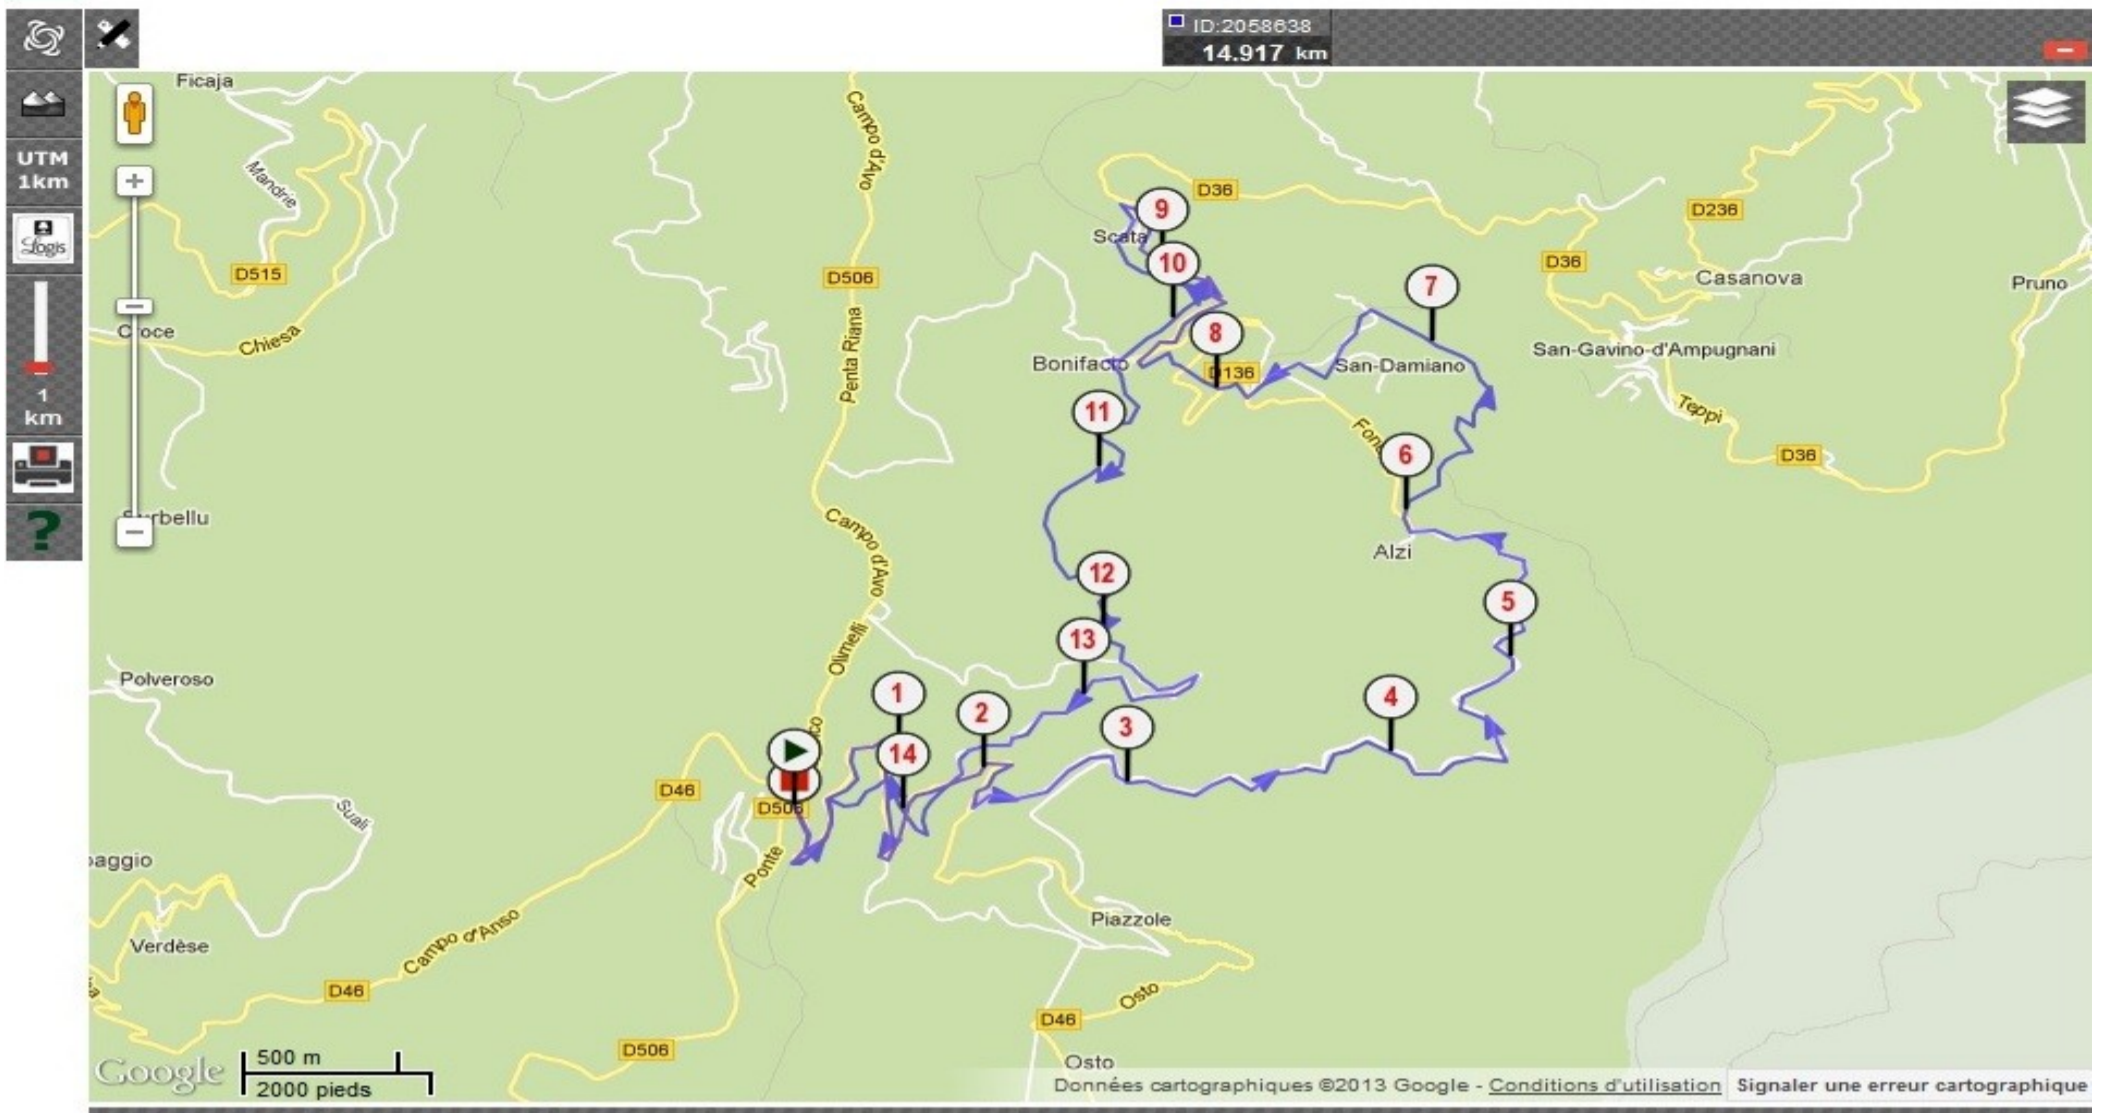 ID:2058638
14.917 km
UTM
1km
Logis
1
km
?
Ficaja
Mandrie
D515
Chiesa
Croce
Campo d'Avo
D506
Penta Riana
Campo d'Avo
Olimelli
D36
D236
D36
Casanova
Pruno
San-Gavino-d'Ampugnani
Teppi
D36
9
Scata
10
7
8
D136
San-Damiano
Bonifacio
11
6
Alzi
12
5
13
Polveroso
1
2
4
3
14
D46
D506
Ponte
Suali
Verdèse
Campo d'Anso
D46
D506
Piazzole
Osto
D46
Osto
Google
500 m
2000 pieds
Données cartographiques ©2013 Google - Conditions d'utilisation
Signaler une erreur cartographique